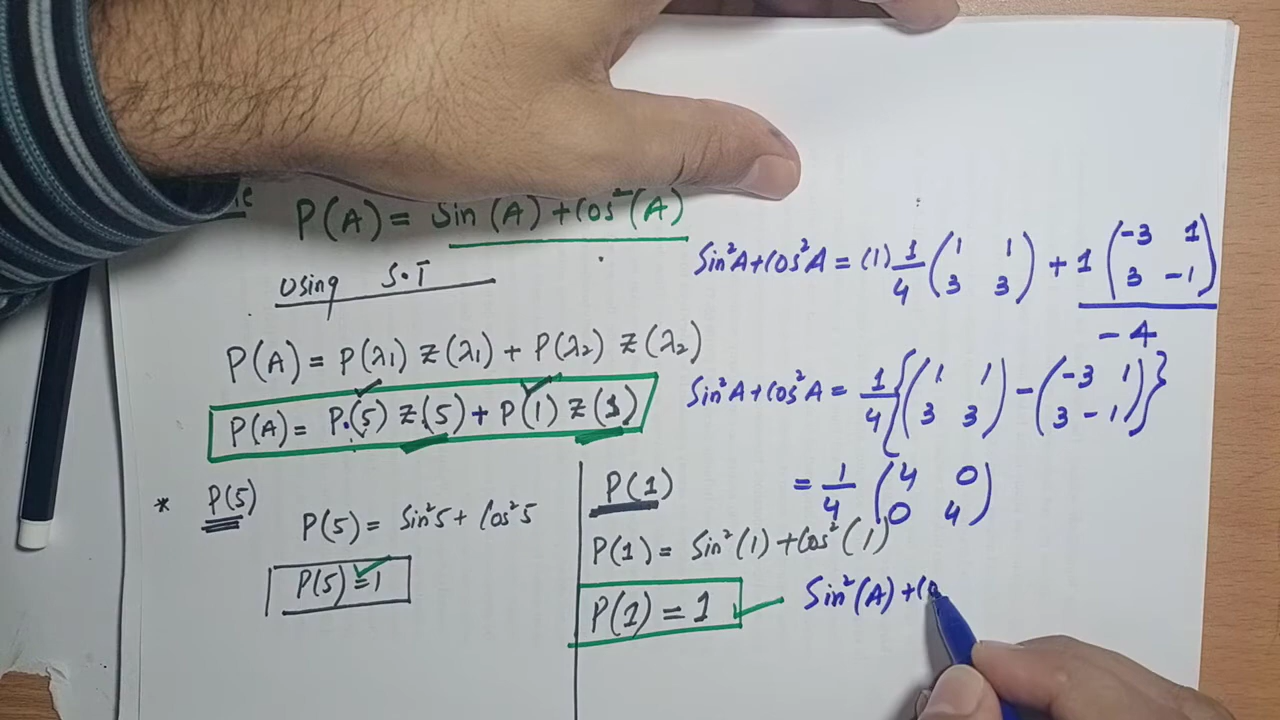 P(A) = Sin (A) + Cos²(A)
Using S.T
P(A) = P(λ1) Z(λ1) + P(λ2) Z(λ2)
P(A) = P.(5) Z(5) + P(1) Z(1)
* P(5)
P(5) = Sin²5 + Cos²5
P(5) = 1
P(1)
P(1) = Sin²(1) + Cos²(1)
P(1) = 1
Sin²A + Cos²A = (1) 1/4 (1 1 3 3) + 1 (-3 1 3 -1) / -4
Sin²A + Cos²A = 1/4 {(1 1 3 3) - (-3 1 3 -1)}
= 1/4 (4 0 0 4)
Sin²(A) + Co